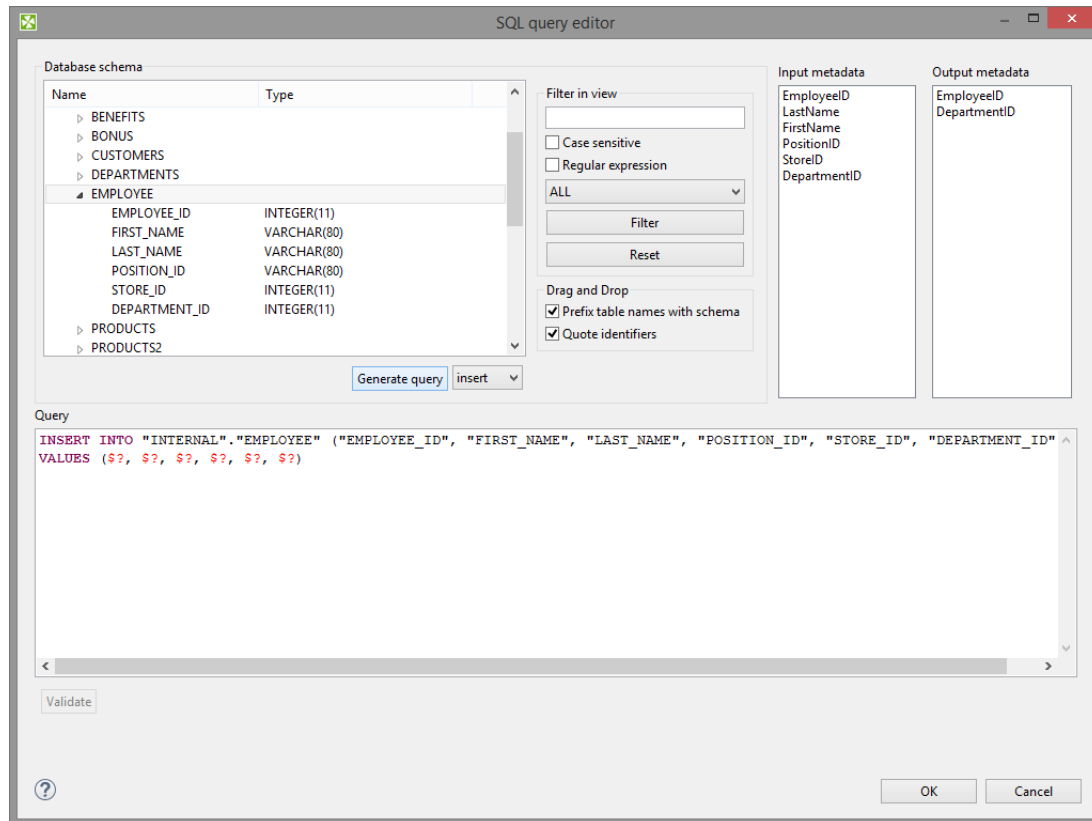 SQL query editor
Database schema
Name Type
BENEFITS
BONUS
CUSTOMERS
DEPARTMENTS
EMPLOYEE
EMPLOYEE_ID INTEGER(11)
FIRST_NAME VARCHAR(80)
LAST_NAME VARCHAR(80)
POSITION_ID VARCHAR(80)
STORE_ID INTEGER(11)
DEPARTMENT_ID INTEGER(11)
PRODUCTS
PRODUCTS2
Generate query insert
Filter in view
Case sensitive
Regular expression
ALL
Filter
Reset
Drag and Drop
Prefix table names with schema
Quote identifiers
Input metadata
EmployeeID
LastName
FirstName
PositionID
StoreID
DepartmentID
Output metadata
EmployeeID
DepartmentID
Query
INSERT INTO "INTERNAL"."EMPLOYEE" ("EMPLOYEE_ID", "FIRST_NAME", "LAST_NAME", "POSITION_ID", "STORE_ID", "DEPARTMENT_ID"
VALUES ($?, $?, $?, $?, $?, $?)
Validate
?
OK Cancel